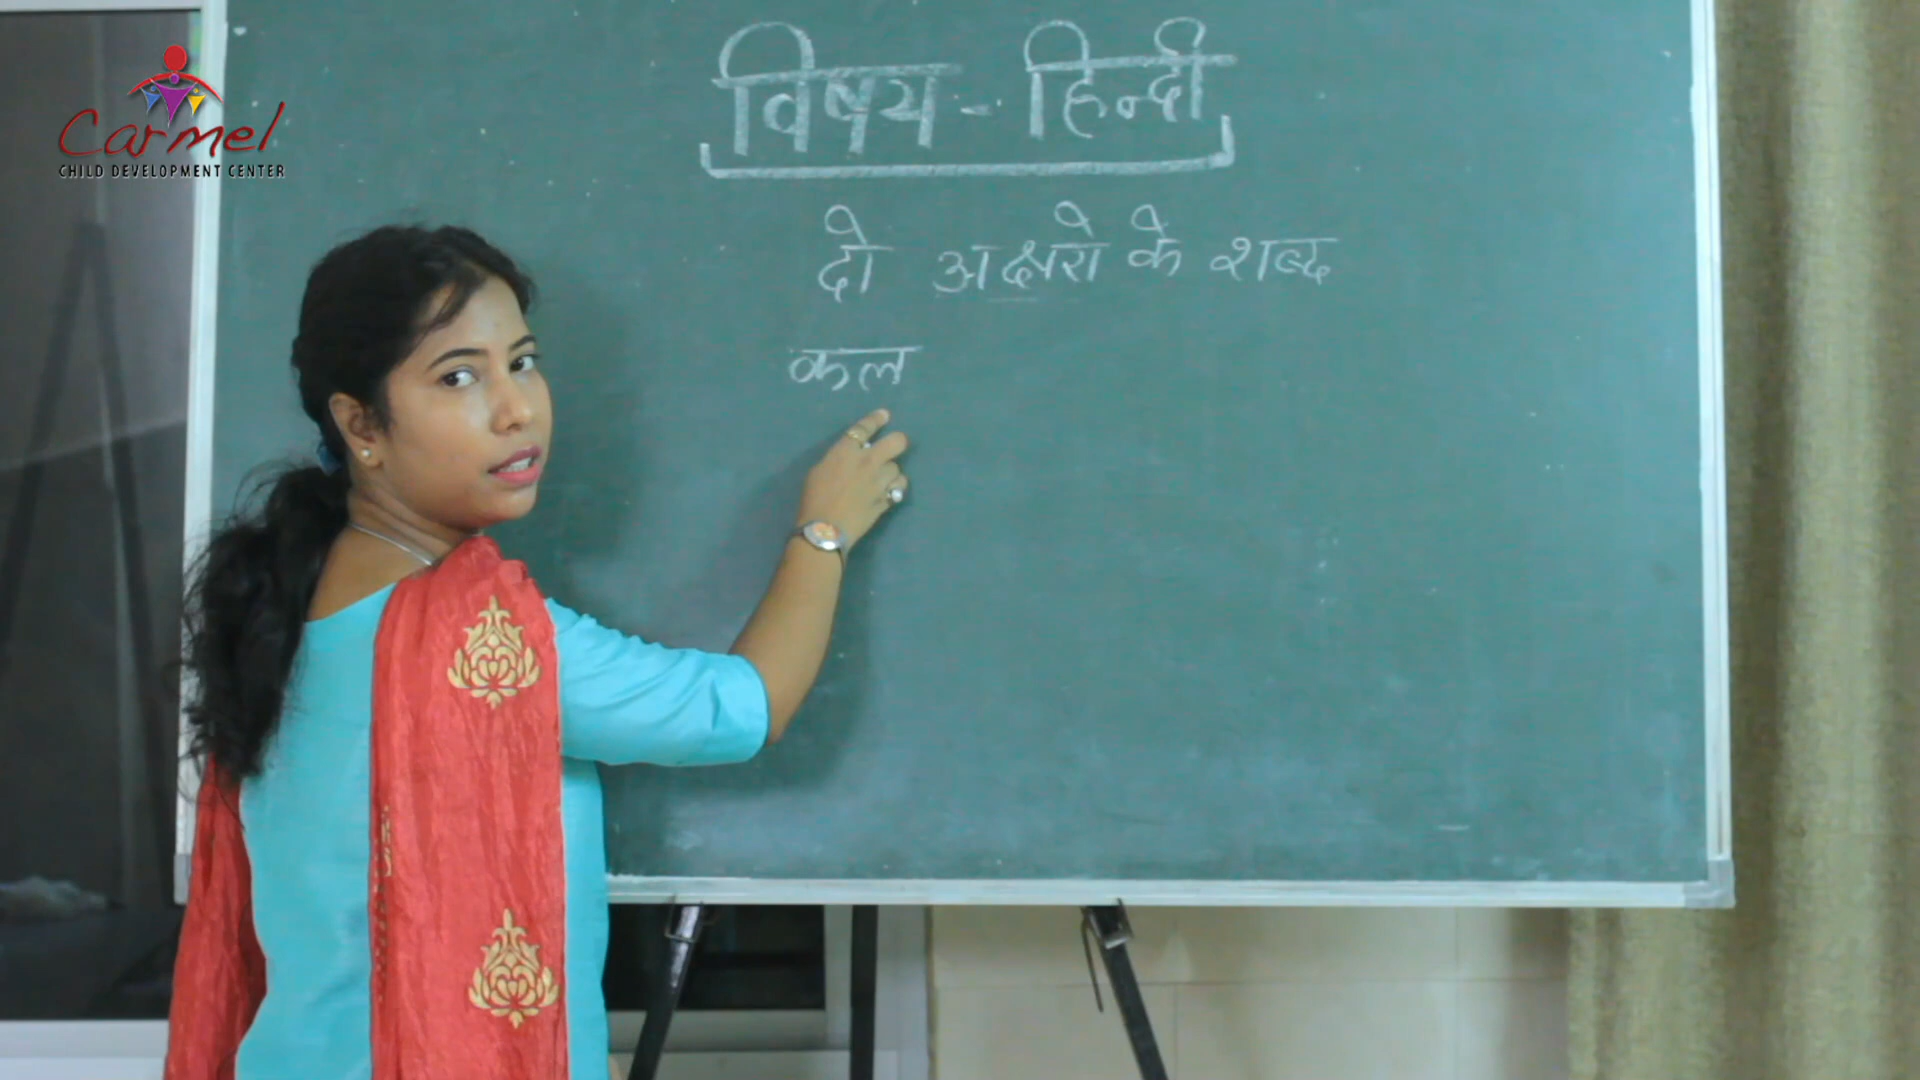 Carmel
CHILD DEVELOPMENT CENTER
विषय - हिन्दी
दो अक्षरो के शब्द
कल